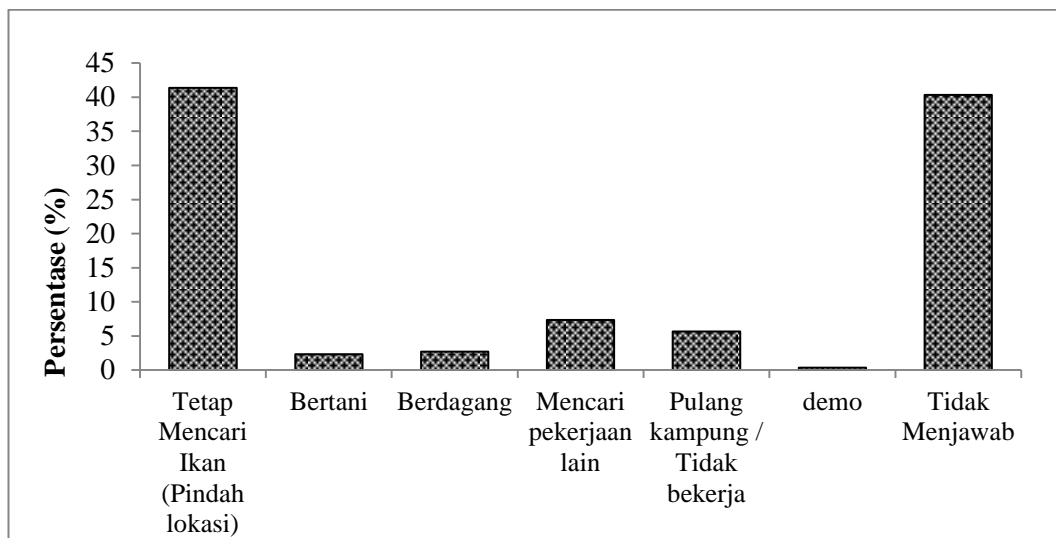 45
40
35
30
25
20
15
10
5
0
Persentase (%)
Tetap
Mencari
Ikan
(Pindah
lokasi)
Bertani
Berdagang
Mencari
pekerjaan
lain
Pulang
kampung /
Tidak
bekerja
demo
Tidak
Menjawab